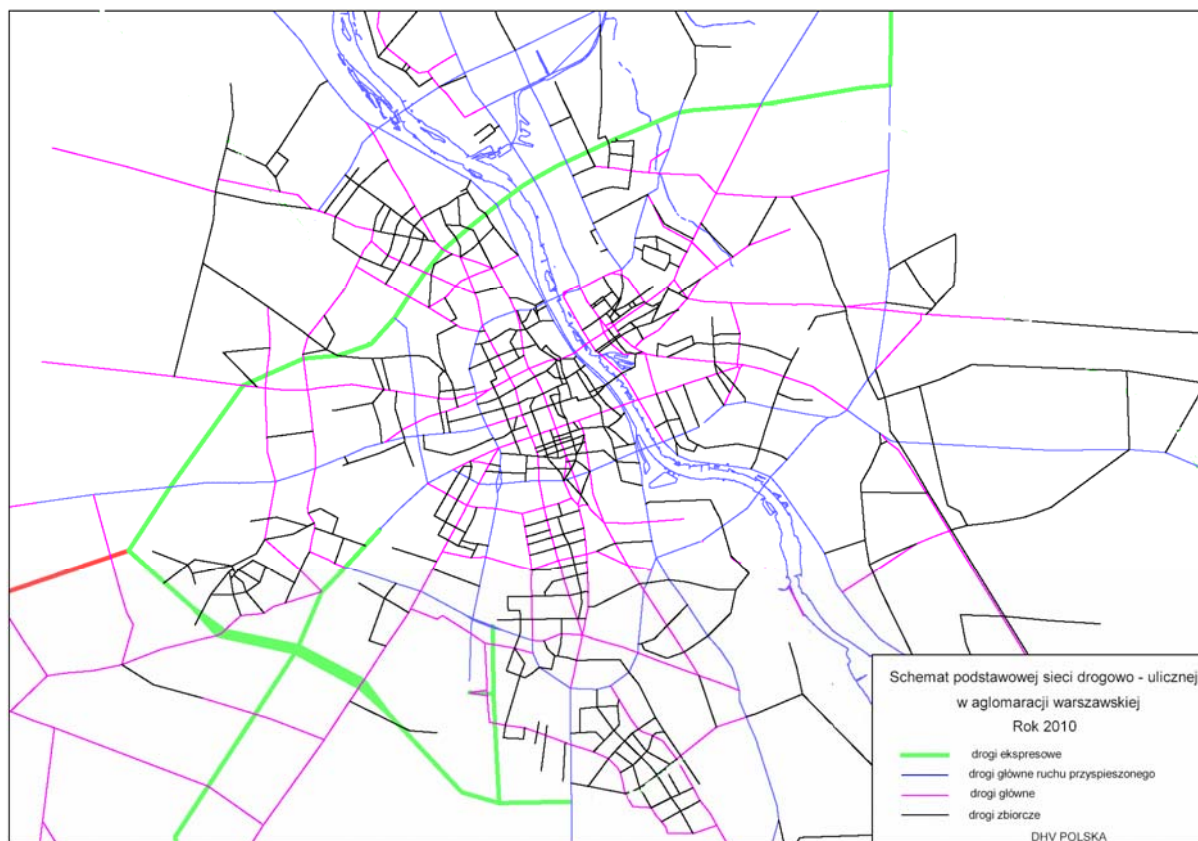 Schemat podstawowej sieci drogowo - ulicznej
w aglomaracji warszawskiej
Rok 2010
drogi ekspresowe
drogi główne ruchu przyspieszonego
drogi główne
drogi zbiorcze
DHV POLSKA